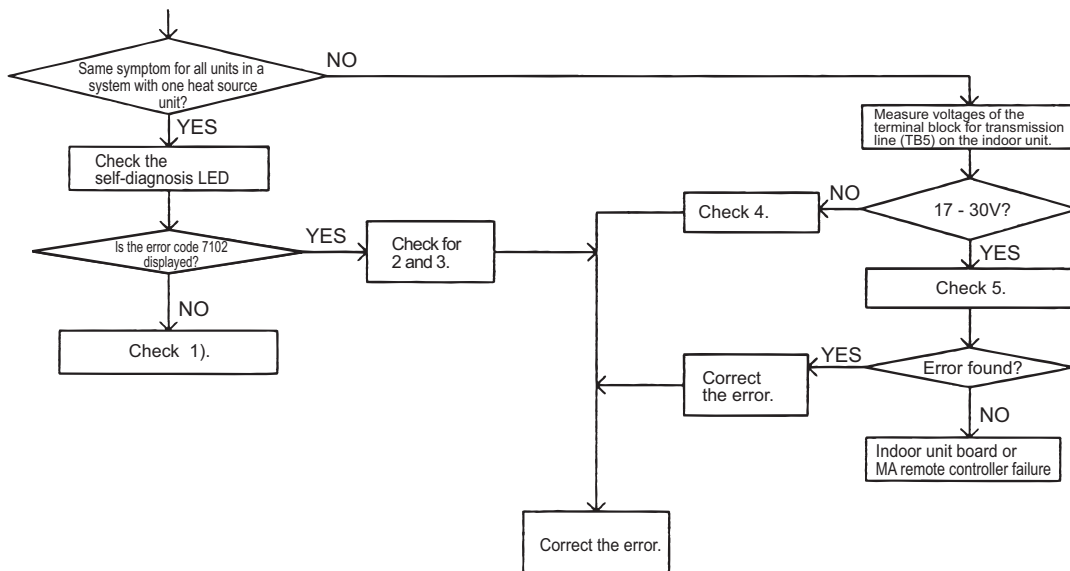 Same symptom for all units in a
system with one heat source
unit?
NO
YES
Check the
self-diagnosis LED
Is the error code 7102
displayed?
YES
Check for
2 and 3.
NO
Check 1).
Measure voltages of the
terminal block for transmission
line (TB5) on the indoor unit.
17 - 30V?
NO
Check 4.
YES
Check 5.
Error found?
YES
Correct
the error.
NO
Indoor unit board or
MA remote controller failure
Correct the error.